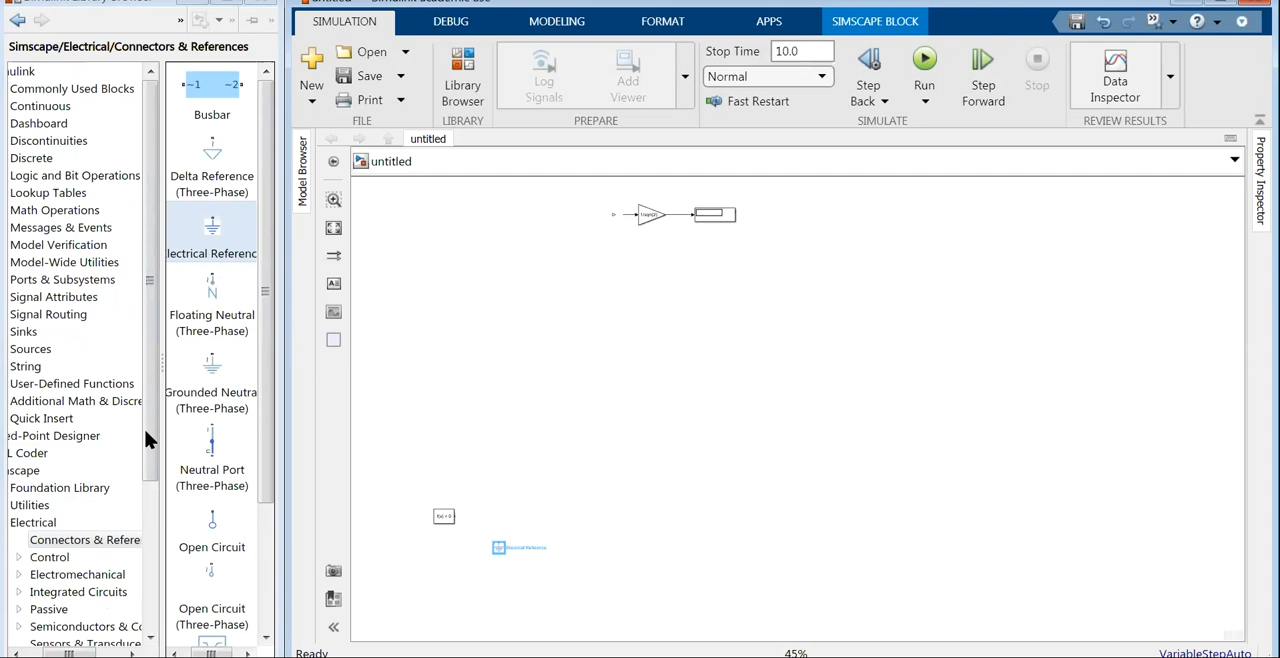 SIMULATION
DEBUG
MODELING
FORMAT
APPS
SIMSCAPE BLOCK
Simscape/Electrical/Connectors & References
New
Open
Save
Print
FILE
Library
Browser
LIBRARY
Log
Signals
Add
Viewer
PREPARE
Stop Time 10.0
Normal
Fast Restart
Step
Back
Run
Step
Forward
Stop
SIMULATE
Data
Inspector
REVIEW RESULTS
ulink
Commonly Used Blocks
Continuous
Dashboard
Discontinuities
Discrete
Logic and Bit Operations
Lookup Tables
Math Operations
Messages & Events
Model Verification
Model-Wide Utilities
Ports & Subsystems
Signal Attributes
Signal Routing
Sinks
Sources
String
User-Defined Functions
Additional Math & Discre
Quick Insert
ed-Point Designer
L Coder
scape
Foundation Library
Utilities
Electrical
Connectors & Refere
Control
Electromechanical
Integrated Circuits
Passive
Semiconductors & Co
Sensors & Transduce
~1 ~2
Busbar
Delta Reference
(Three-Phase)
lectrical Referenc
N
Floating Neutral
(Three-Phase)
Grounded Neutra
(Three-Phase)
Neutral Port
(Three-Phase)
Open Circuit
Open Circuit
(Three-Phase)
Model Browser
untitled
untitled
Property Inspector
f(x) = 0
Electrical Reference
Ready
45%
VariableStepAuto